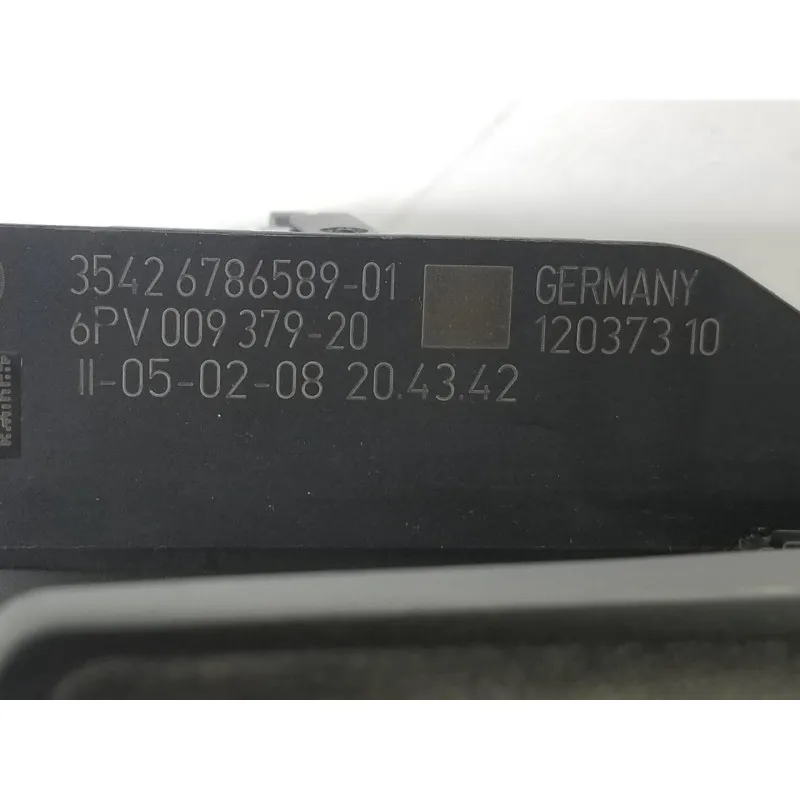 3542 6786589-01
6PV 009 379-20
II-05-02-08 20.43.42
GERMANY
120373 10